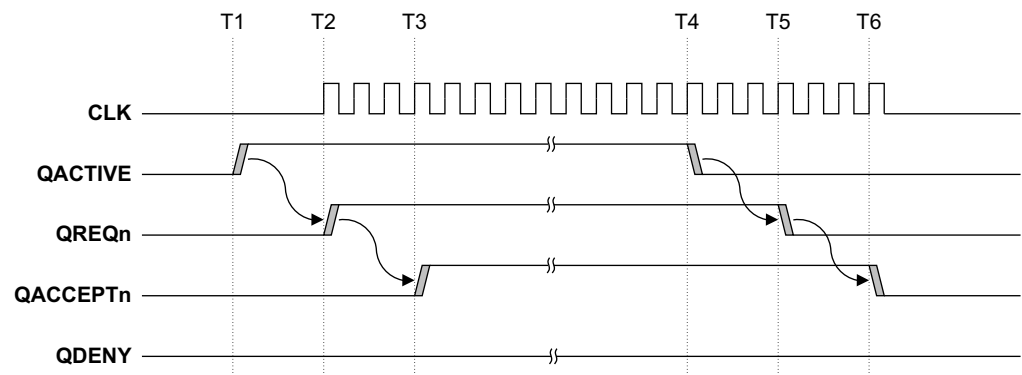 T1 T2 T3 T4 T5 T6
CLK
QACTIVE
QREQn
QACCEPTn
QDENY